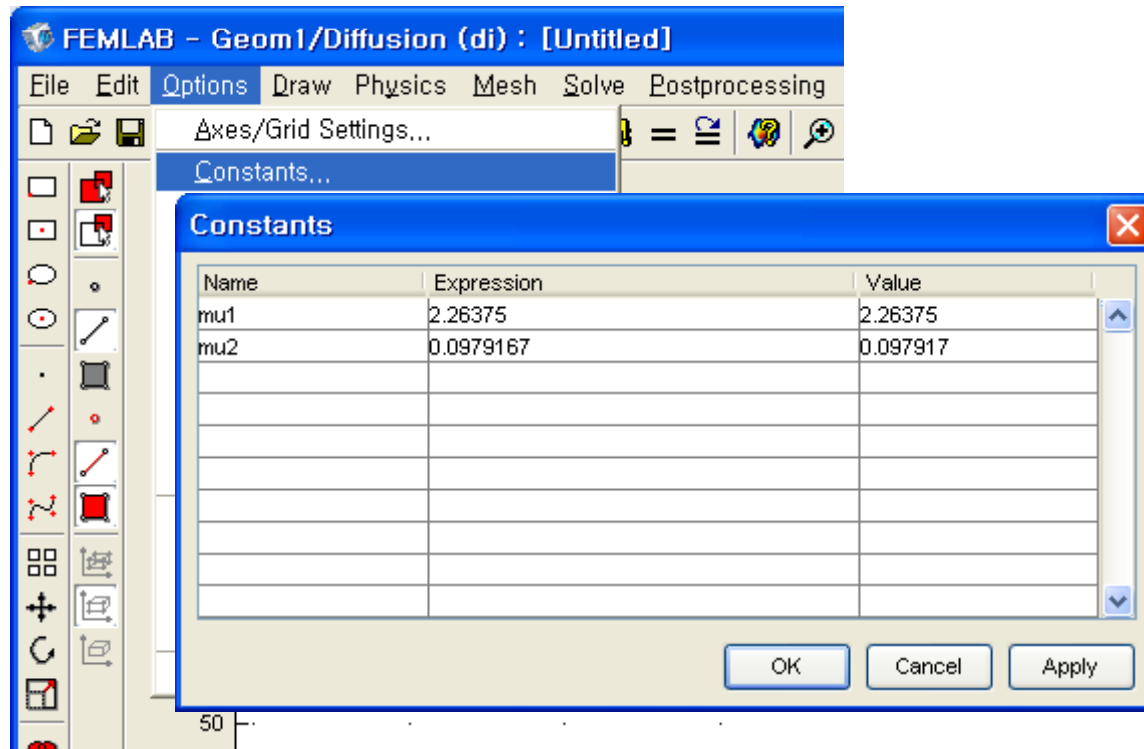 FEMLAB - Geom1/Diffusion (di) : [Untitled]
File Edit Options Draw Physics Mesh Solve Postprocessing
Axes/Grid Settings...
Constants...
Constants
Name Expression Value
mu1 2.26375 2.26375
mu2 0.0979167 0.097917
OK Cancel Apply
50